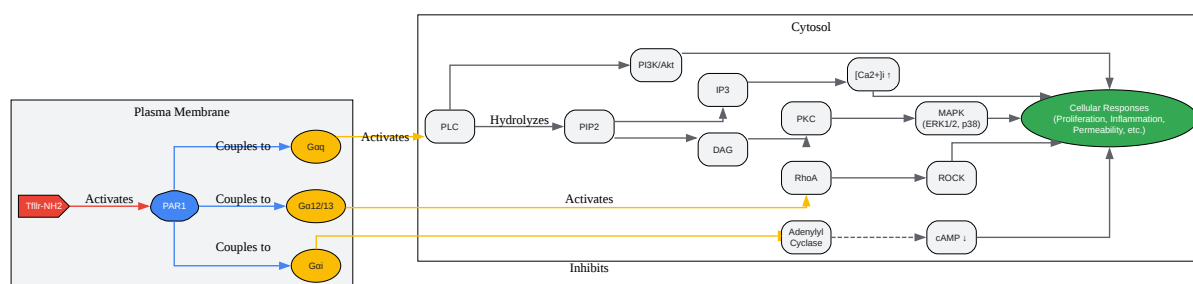 Cytosol
PI3K/Akt
[Ca2+]i ↑
IP3
Plasma Membrane
Cellular Responses
(Proliferation, Inflammation,
Permeability, etc.)
PLC
Hydrolyzes
PIP2
PKC
MAPK
(ERK1/2, p38)
Activates
Couples to
Gαq
DAG
RhoA
ROCK
Tfllr-NH2
Activates
PAR1
Couples to
Gα12/13
Activates
Adenylyl
Cyclase
cAMP ↓
Couples to
Gαi
Inhibits